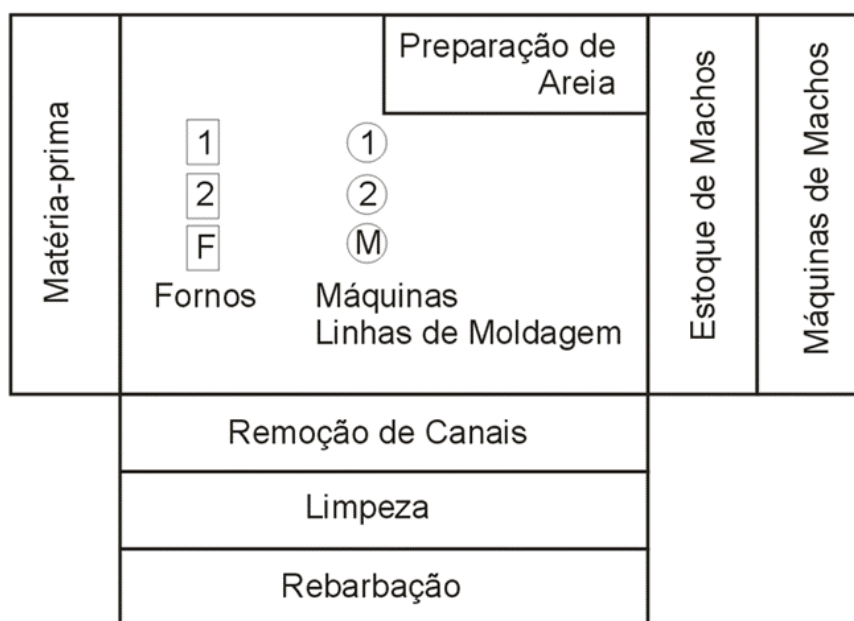 Matéria-prima
Preparação de
Areia
1
1
2
2
F
M
Fornos
Máquinas
Linhas de Moldagem
Estoque de Machos
Máquinas de Machos
Remoção de Canais
Limpeza
Rebarbação